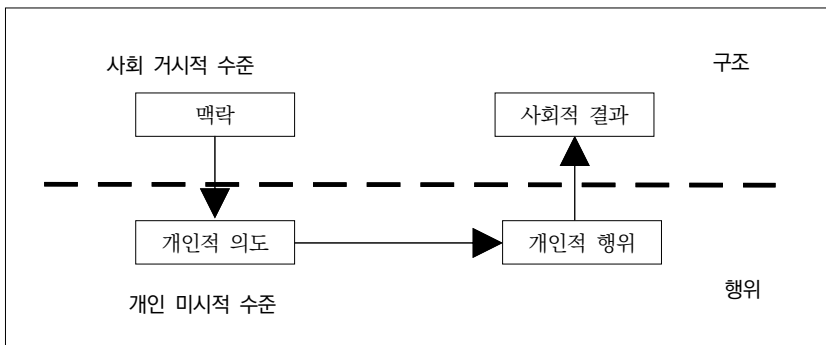 사회 거시적 수준
구조
맥락
사회적 결과
개인적 의도
개인적 행위
개인 미시적 수준
행위